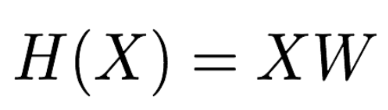 H(X) = XW